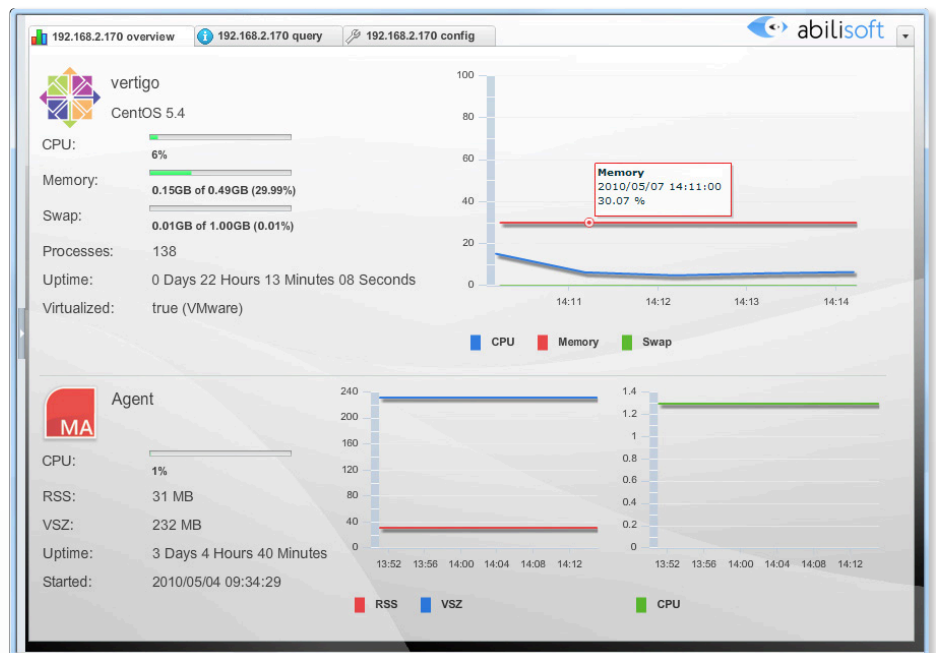 192.168.2.170 overview
192.168.2.170 query
192.168.2.170 config
abilisoft
vertigo
CentOS 5.4
CPU:
6%
Memory:
0.15GB of 0.49GB (29.99%)
Swap:
0.01GB of 1.00GB (0.01%)
Processes: 138
Uptime: 0 Days 22 Hours 13 Minutes 08 Seconds
Virtualized: true (VMware)
100
80
60
40
20
0
Memory
2010/05/07 14:11:00
30.07 %
14:11 14:12 14:13 14:14
CPU Memory Swap
MA
Agent
CPU:
1%
RSS: 31 MB
VSZ: 232 MB
Uptime: 3 Days 4 Hours 40 Minutes
Started: 2010/05/04 09:34:29
240
200
160
120
80
40
0
13:52 13:56 14:00 14:04 14:08 14:12
RSS VSZ
1.4
1.2
1
0.8
0.6
0.4
0.2
0
13:52 13:56 14:00 14:04 14:08 14:12
CPU